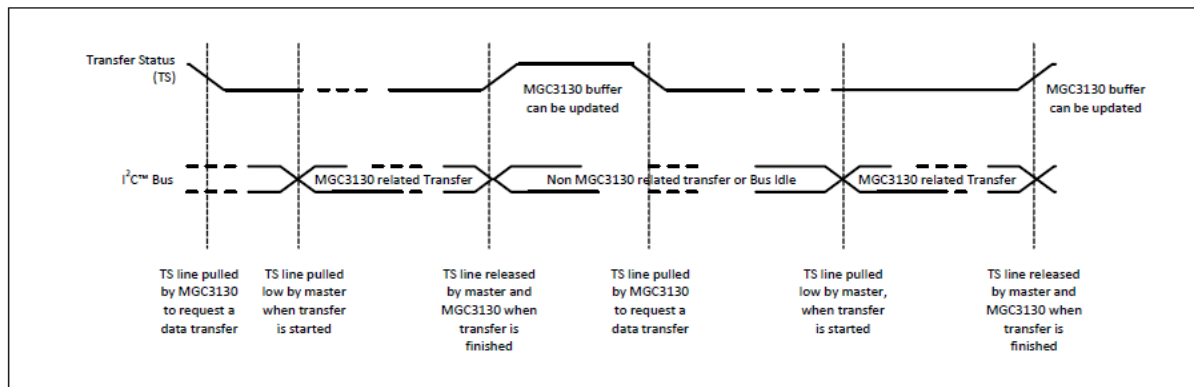 Transfer Status
(TS)
MGC3130 buffer
can be updated
MGC3130 buffer
can be updated
I²C™ Bus
MGC3130 related Transfer
Non MGC3130 related transfer or Bus Idle
MGC3130 related Transfer
TS line pulled
by MGC3130
to request a
data transfer
TS line pulled
low by master
when transfer
is started
TS line released
by master and
MGC3130 when
transfer is
finished
TS line pulled
by MGC3130
to request a
data transfer
TS line pulled
low by master,
when transfer
is started
TS line released
by master and
MGC3130 when
transfer is
finished